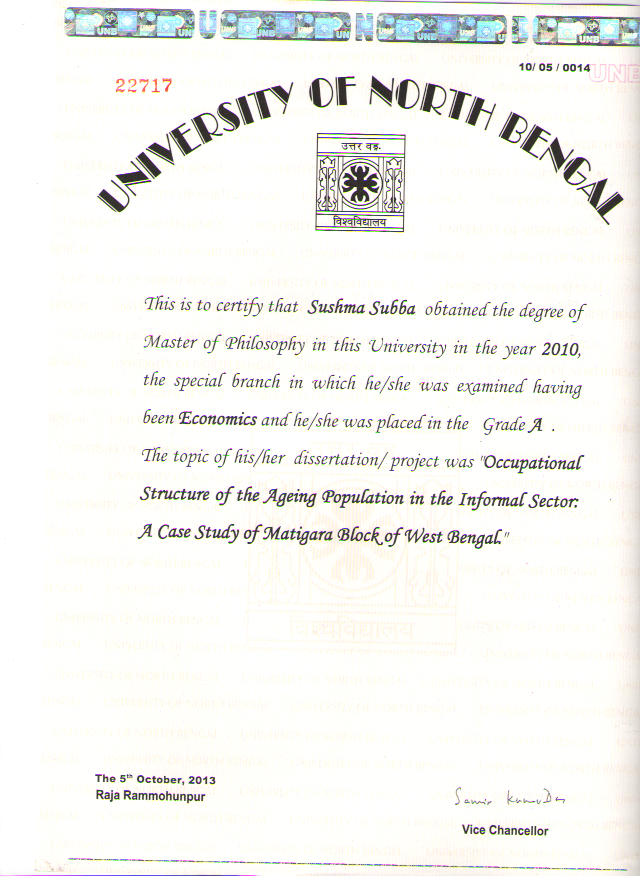 UNB
U
UNB
N
UNB
B
UNB
10/ 05 / 0014
UNB
22717
UNIVERSITY OF NORTH BENGAL
उत्तर वङ्ग
विश्वविद्यालय
This is to certify that Sushma Subba obtained the degree of
Master of Philosophy in this University in the year 2010,
the special branch in which he/she was examined having
been Economics and he/she was placed in the Grade A .
The topic of his/her dissertation/ project was "Occupational
Structure of the Ageing Population in the Informal Sector:
A Case Study of Matigara Block of West Bengal."
विश्वविद्यालय
The 5th October, 2013
Raja Rammohunpur
Samir Kumar Das
Vice Chancellor